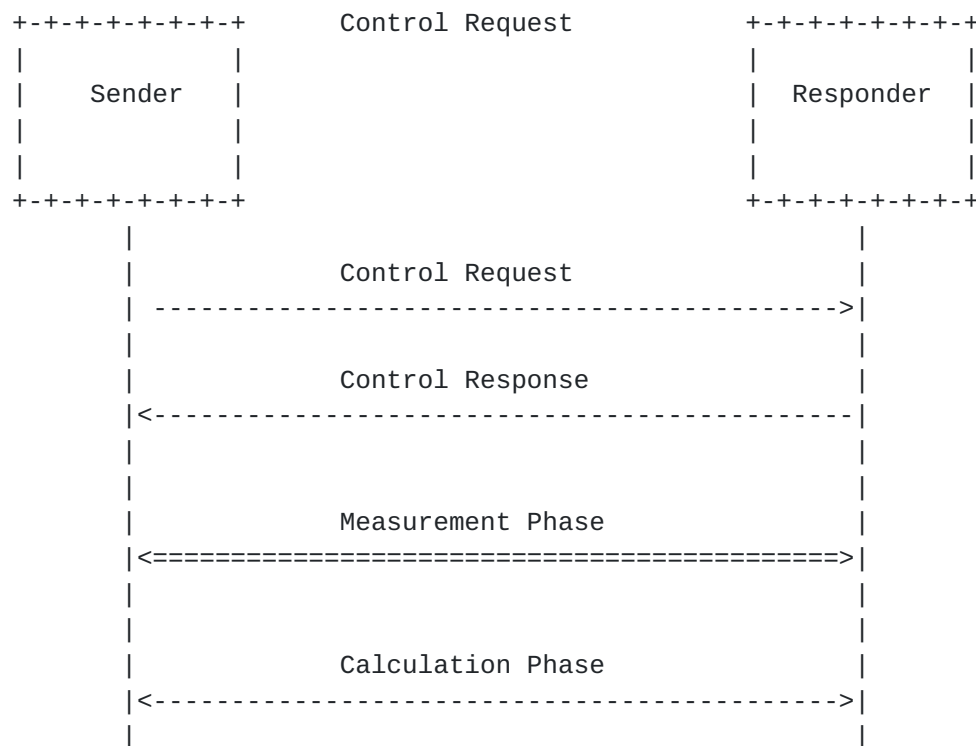 +-+-+-+-+-+-+-+ Control Request +-+-+-+-+-+-+-+
| | | |
| Sender | | Responder |
| | | |
| | | |
+-+-+-+-+-+-+-+ +-+-+-+-+-+-+-+
| |
| Control Request |
| -------------------------------------------->|
| |
| Control Response |
|<---------------------------------------------|
| |
| |
| Measurement Phase |
|<============================================>|
| |
| |
| Calculation Phase |
|<-------------------------------------------->|
| |